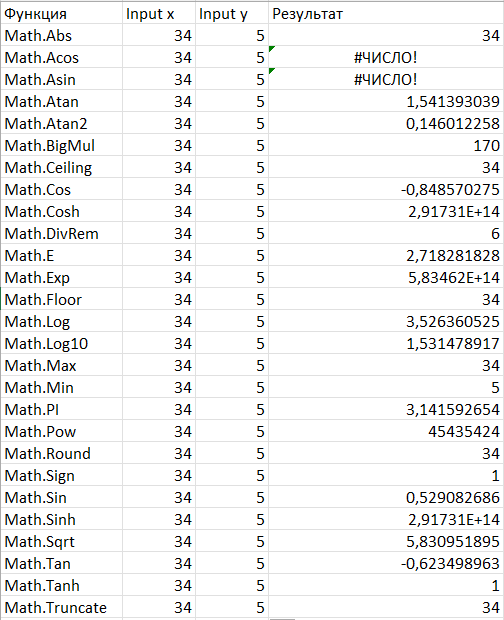 Функция Input x Input y Результат
Math.Abs 34 5 34
Math.Acos 34 5 #ЧИСЛО!
Math.Asin 34 5 #ЧИСЛО!
Math.Atan 34 5 1,541393039
Math.Atan2 34 5 0,146012258
Math.BigMul 34 5 170
Math.Ceiling 34 5 34
Math.Cos 34 5 -0,848570275
Math.Cosh 34 5 2,91731E+14
Math.DivRem 34 5 6
Math.E 34 5 2,718281828
Math.Exp 34 5 5,83462E+14
Math.Floor 34 5 34
Math.Log 34 5 3,526360525
Math.Log10 34 5 1,531478917
Math.Max 34 5 34
Math.Min 34 5 5
Math.PI 34 5 3,141592654
Math.Pow 34 5 45435424
Math.Round 34 5 34
Math.Sign 34 5 1
Math.Sin 34 5 0,529082686
Math.Sinh 34 5 2,91731E+14
Math.Sqrt 34 5 5,830951895
Math.Tan 34 5 -0,623498963
Math.Tanh 34 5 1
Math.Truncate 34 5 34